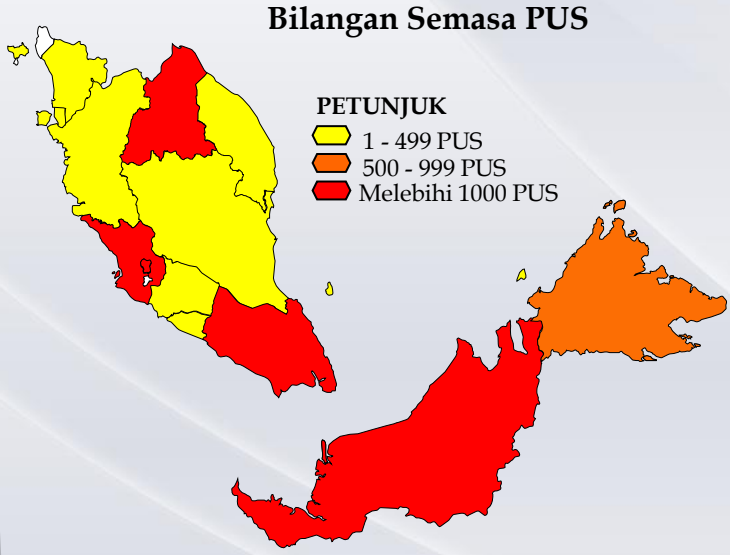 Bilangan Semasa PUS
PETUNJUK
1 - 499 PUS
500 - 999 PUS
Melebihi 1000 PUS